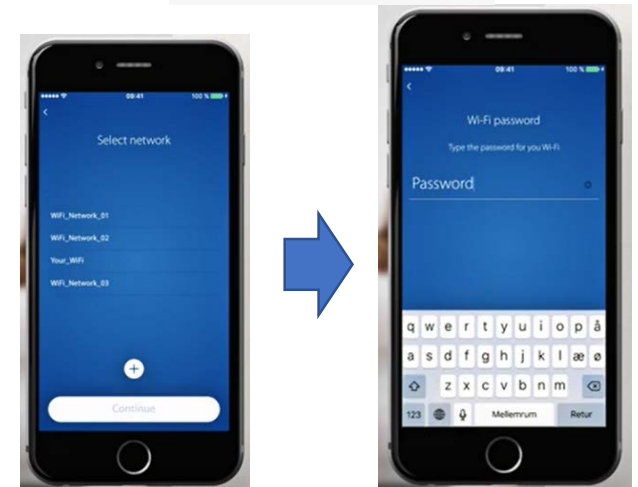 09:41
100 %
Select network
WiFi_Network_01
WiFi_Network_02
Your_WiFi
WiFi_Network_03
+
Continue
09:41
100 %
Wi-Fi password
Type the password for you Wi-Fi
Password
q w e r t y u i o p å
a s d f g h j k l æ ø
z x c v b n m
123 Mellemrum Retur